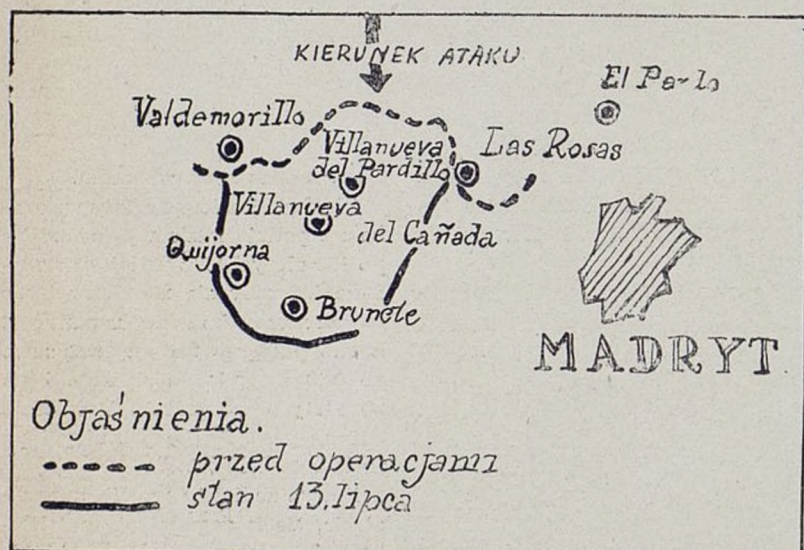 KIERUNEK ATAKU
El Pardo
Valdemorillo
Villanueva
del Pardillo
Las Rosas
Villanueva
del Cañada
Quijorna
Brunete
MADRYT
Objaśnienia.
przed operacjami
stan 13.lipca